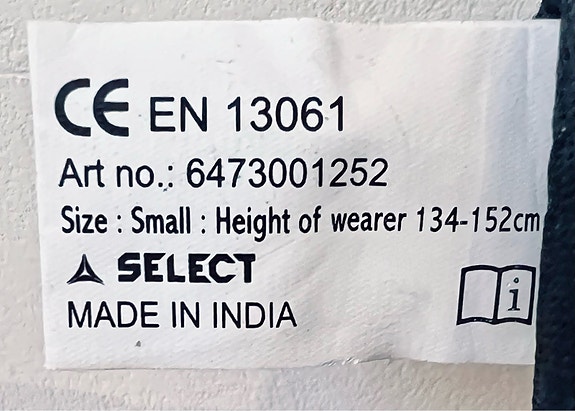 CE EN 13061
Art no.: 6473001252
Size : Small : Height of wearer 134-152cm
SELECT
MADE IN INDIA
i